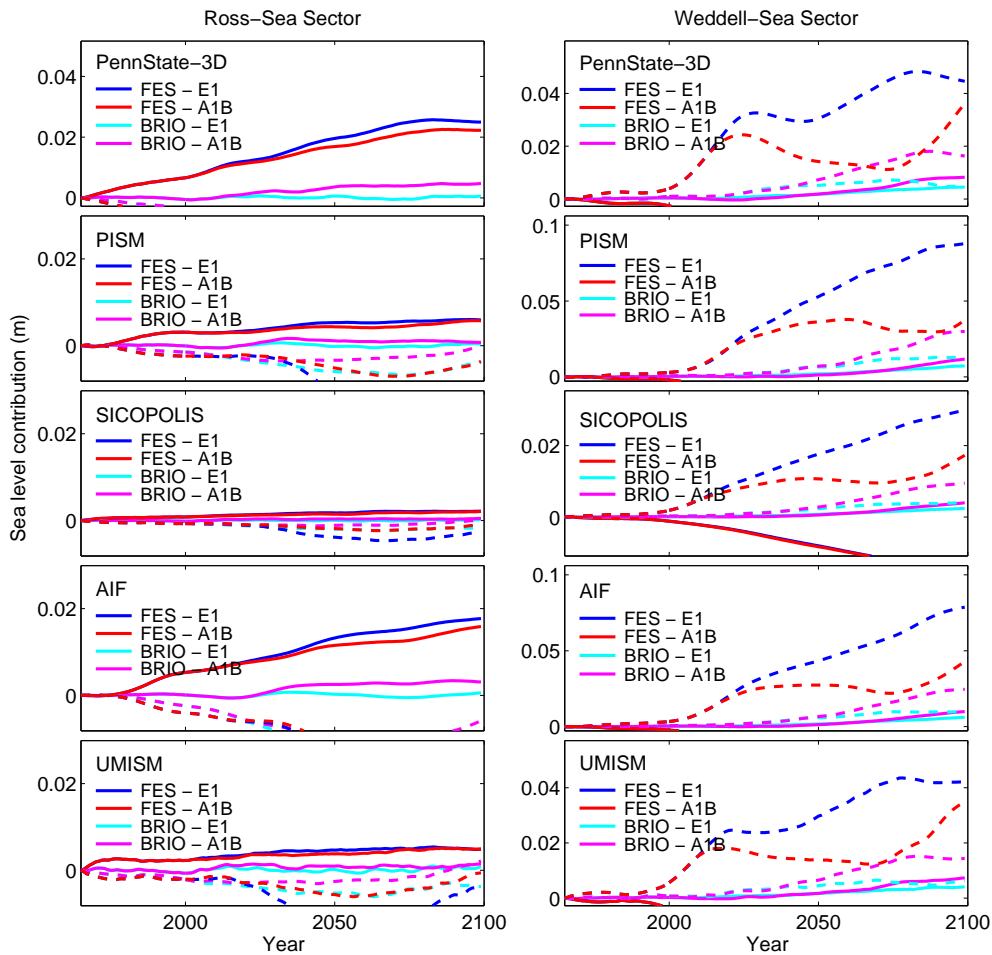 Ross−Sea Sector
Weddell−Sea Sector
Sea level contribution (m)
PennState−3D
FES − E1
FES − A1B
BRIO − E1
BRIO − A1B
0.04
0.02
0
PennState−3D
FES − E1
FES − A1B
BRIO − E1
BRIO − A1B
0.04
0.02
0
PISM
FES − E1
FES − A1B
BRIO − E1
BRIO − A1B
0.02
0
PISM
FES − E1
FES − A1B
BRIO − E1
BRIO − A1B
0.1
0.05
0
SICOPOLIS
FES − E1
FES − A1B
BRIO − E1
BRIO − A1B
0.02
0
SICOPOLIS
FES − E1
FES − A1B
BRIO − E1
BRIO − A1B
0.02
0
AIF
FES − E1
FES − A1B
BRIO − E1
BRIO − A1B
0.02
0
AIF
FES − E1
FES − A1B
BRIO − E1
BRIO − A1B
0.1
0.05
0
UMISM
FES − E1
FES − A1B
BRIO − E1
BRIO − A1B
0.02
0
2000
2050
2100
Year
UMISM
FES − E1
FES − A1B
BRIO − E1
BRIO − A1B
0.04
0.02
0
2000
2050
2100
Year